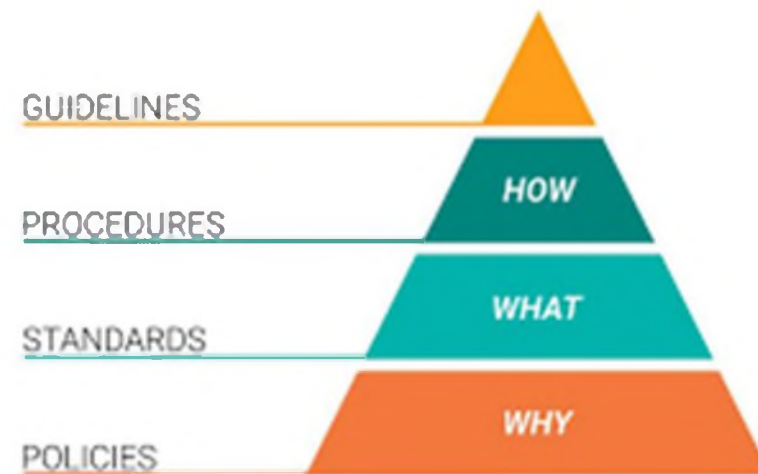 GUIDELINES
HOW
PROCEDURES
WHAT
STANDARDS
WHY
POLICIES